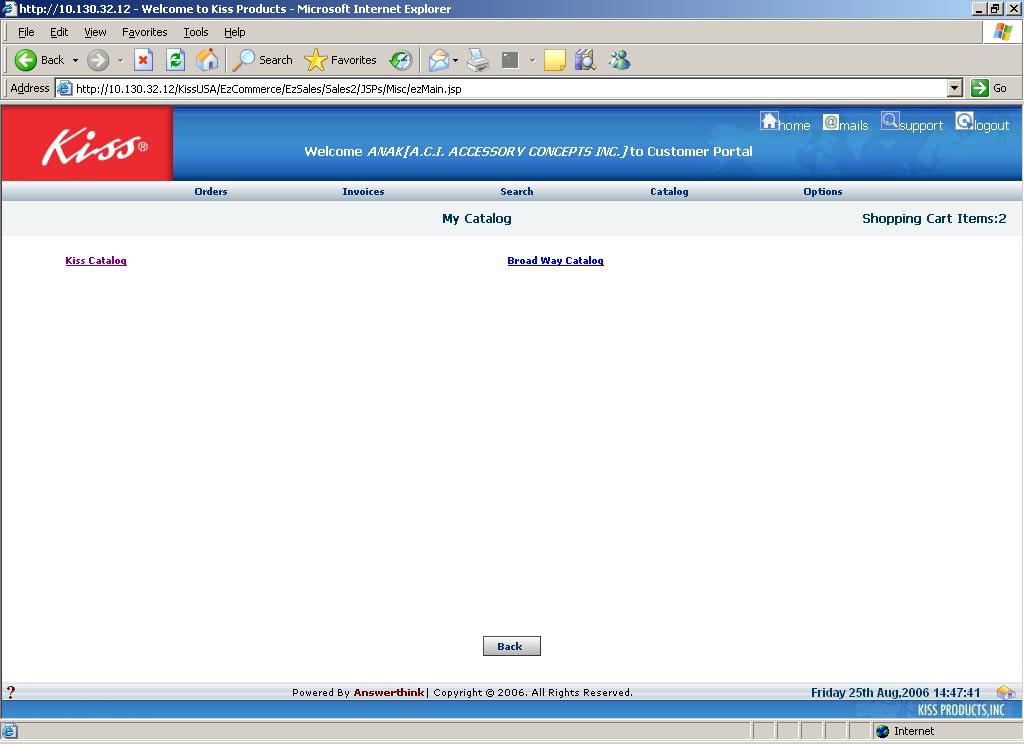 http://10.130.32.12 - Welcome to Kiss Products - Microsoft Internet Explorer
File Edit View Favorites Tools Help
Back Search Favorites
Address http://10.130.32.12/KissUSA/EzCommerce/EzSales/Sales2/JSPs/Misc/ezMain.jsp Go
Kiss®
home @mails support logout
Welcome ANAK[A.C.I. ACCESSORY CONCEPTS INC.] to Customer Portal
Orders Invoices Search Catalog Options
My Catalog Shopping Cart Items:2
Kiss Catalog Broad Way Catalog
Back
? Powered By Answerthink | Copyright © 2006. All Rights Reserved. Friday 25th Aug,2006 14:47:41
KISS PRODUCTS,INC
Internet